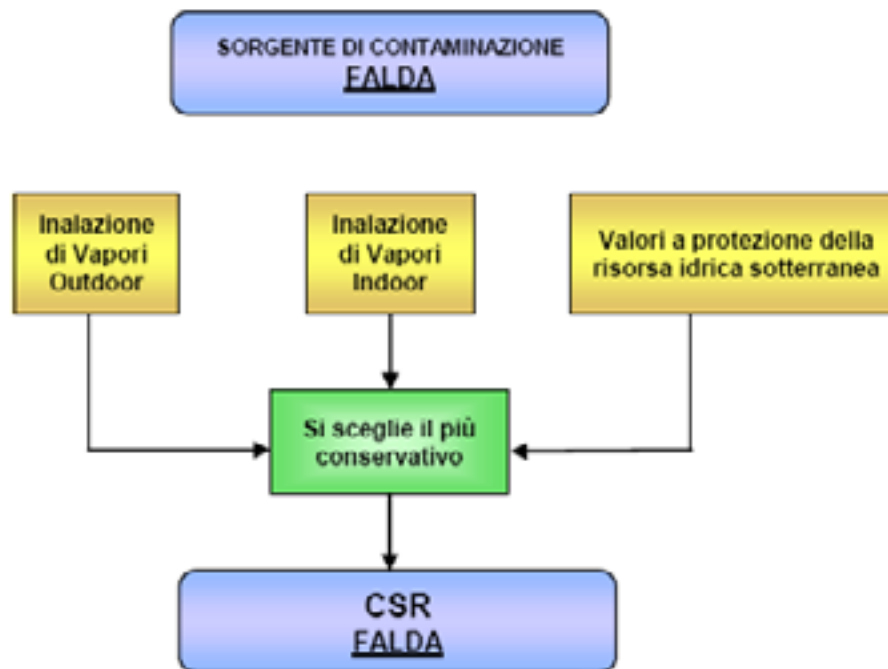 SORGENTE DI CONTAMINAZIONE
FALDA
Inalazione
di Vapori
Outdoor
Inalazione
di Vapori
Indoor
Valori a protezione della
risorsa idrica sotterranea
Si sceglie il più
conservativo
CSR
FALDA